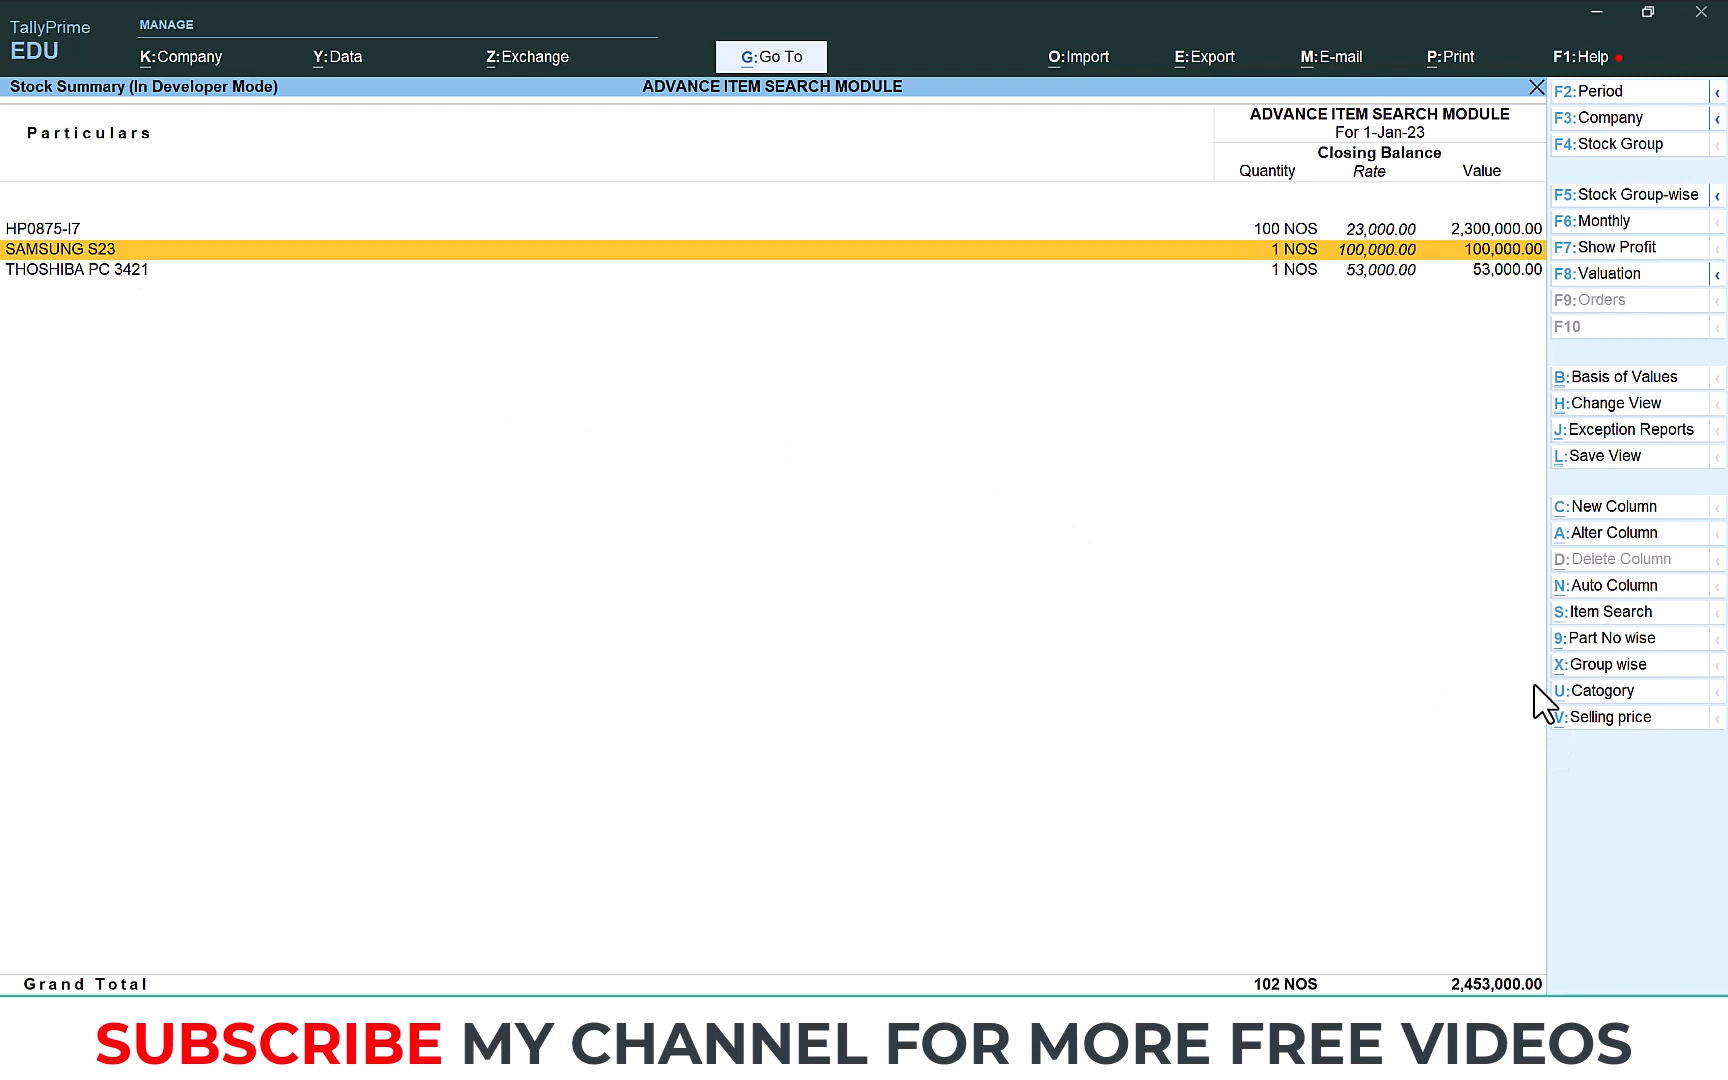 TallyPrime
EDU
MANAGE
K:Company
Y:Data
Z:Exchange
G:Go To
O:Import
E:Export
M:E-mail
P:Print
F1:Help
Stock Summary (In Developer Mode)
ADVANCE ITEM SEARCH MODULE
Particulars
ADVANCE ITEM SEARCH MODULE
For 1-Jan-23
Closing Balance
Quantity Rate Value
HP0875-I7 100 NOS 23,000.00 2,300,000.00
SAMSUNG S23 1 NOS 100,000.00 100,000.00
THOSHIBA PC 3421 1 NOS 53,000.00 53,000.00
Grand Total 102 NOS 2,453,000.00
F2:Period
F3:Company
F4:Stock Group
F5:Stock Group-wise
F6:Monthly
F7:Show Profit
F8:Valuation
F9:Orders
F10
B:Basis of Values
H:Change View
J:Exception Reports
L:Save View
C:New Column
A:Alter Column
D:Delete Column
N:Auto Column
S:Item Search
9:Part No wise
X:Group wise
U:Catogory
V:Selling price
SUBSCRIBE MY CHANNEL FOR MORE FREE VIDEOS